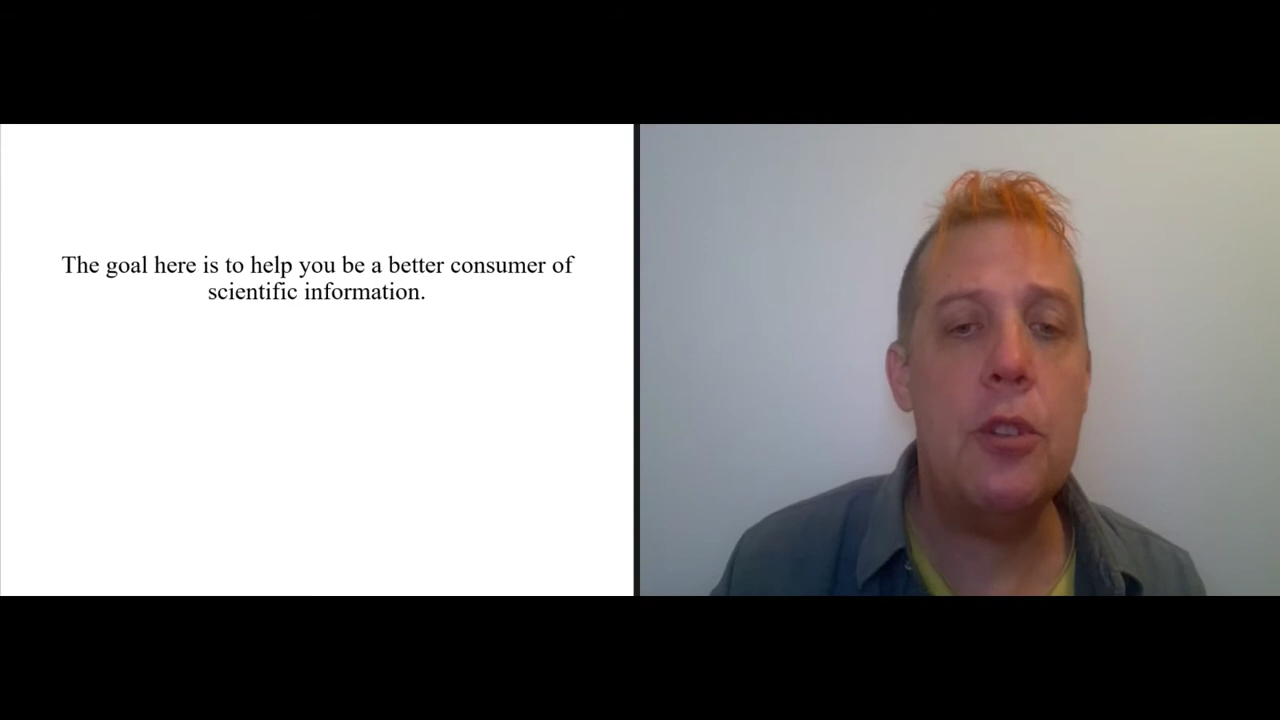 The goal here is to help you be a better consumer of
scientific information.